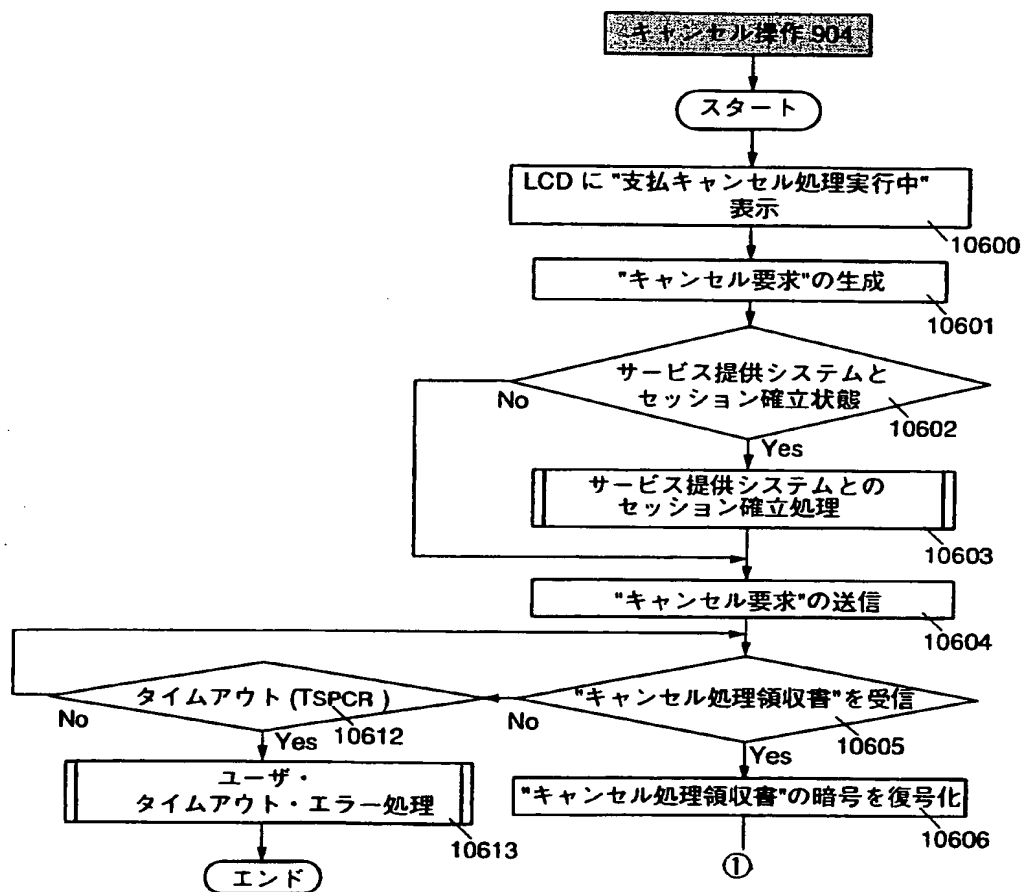 キャンセル操作 904
スタート
LCD に "支払キャンセル処理実行中"
表示
10600
"キャンセル要求"の生成
10601
サービス提供システムと
セッション確立状態
No
10602
Yes
サービス提供システムとの
セッション確立処理
10603
"キャンセル要求"の送信
10604
タイムアウト (TSPCR )
No
10612
Yes
"キャンセル処理領収書"を受信
No
10605
Yes
ユーザ・
タイムアウト・エラー処理
10613
"キャンセル処理領収書"の暗号を復号化
10606
エンド
①